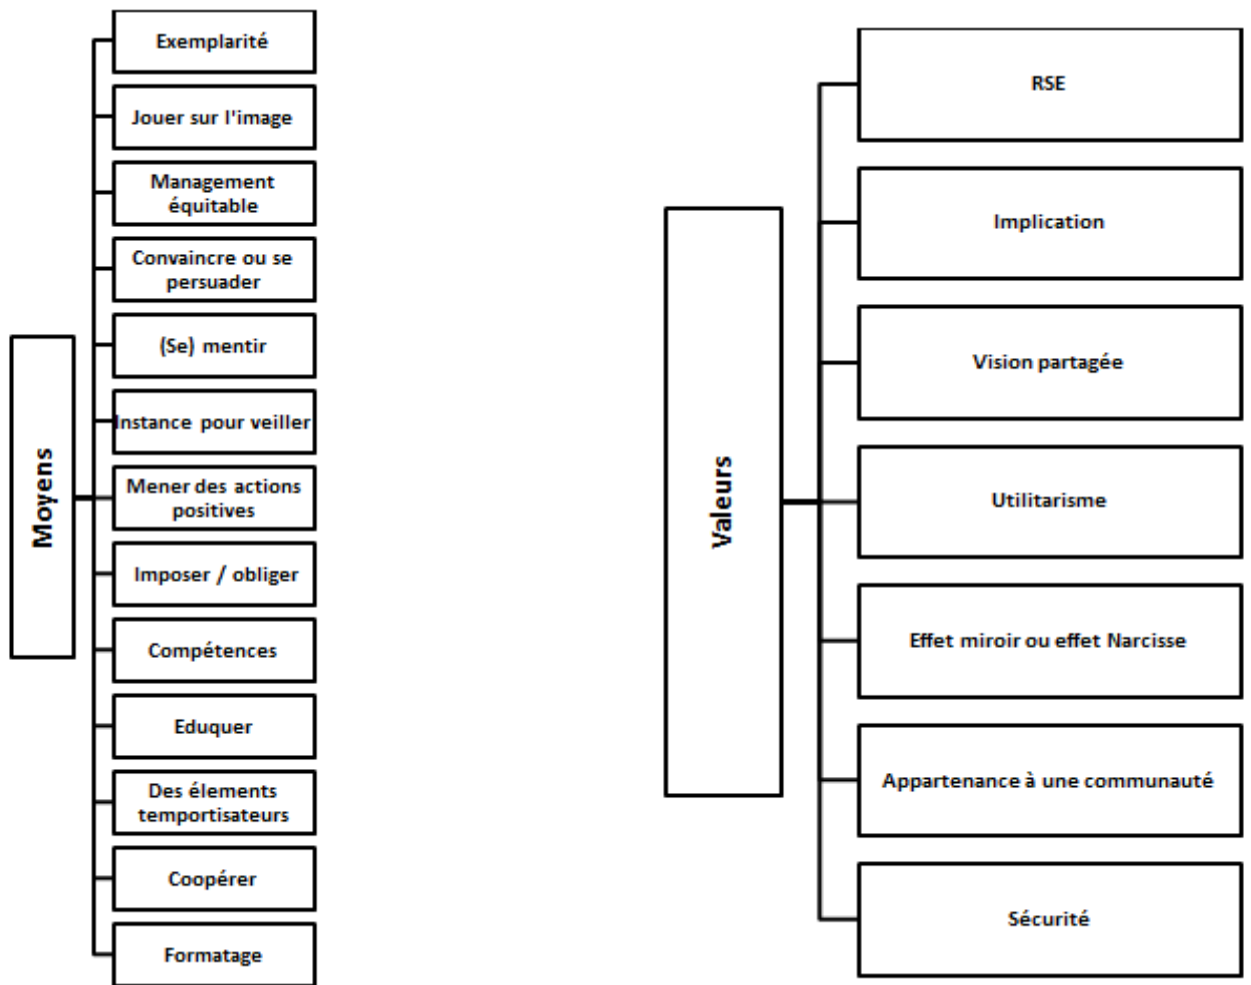 Moyens
Exemplarité
Jouer sur l'image
Management
équitable
Convaincre ou se
persuader
(Se) mentir
Instance pour veiller
Mener des actions
positives
Imposer / obliger
Compétences
Eduquer
Des élements
temportisateurs
Coopérer
Formatage
Valeurs
RSE
Implication
Vision partagée
Utilitarisme
Effet miroir ou effet Narcisse
Appartenance à une communauté
Sécurité